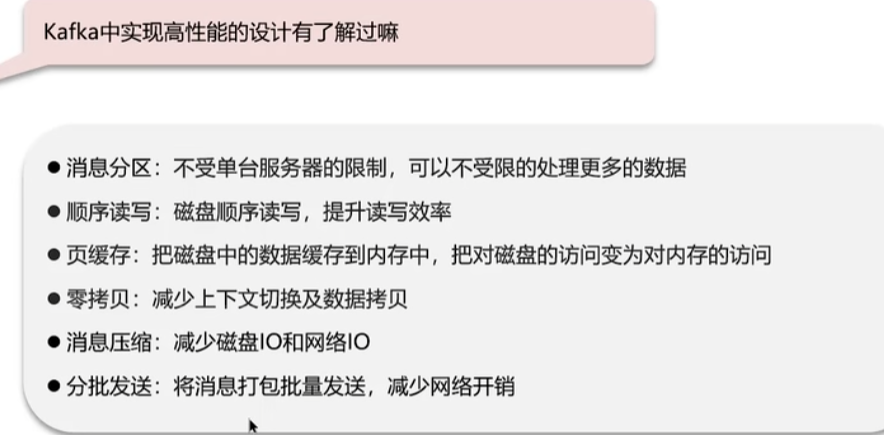 Kafka中实现高性能的设计有了解过嘛
● 消息分区：不受单台服务器的限制，可以不受限的处理更多的数据
● 顺序读写：磁盘顺序读写，提升读写效率
● 页缓存：把磁盘中的数据缓存到内存中，把对磁盘的访问变为对内存的访问
● 零拷贝：减少上下文切换及数据拷贝
● 消息压缩：减少磁盘IO和网络IO
● 分批发送：将消息打包批量发送，减少网络开销